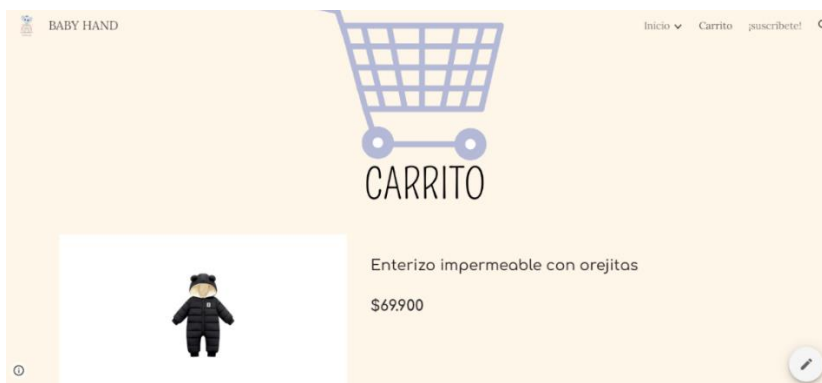 BABY HAND
Inicio
Carrito
¡suscríbete!
CARRITO
Enterizo impermeable con orejitas
$69.900